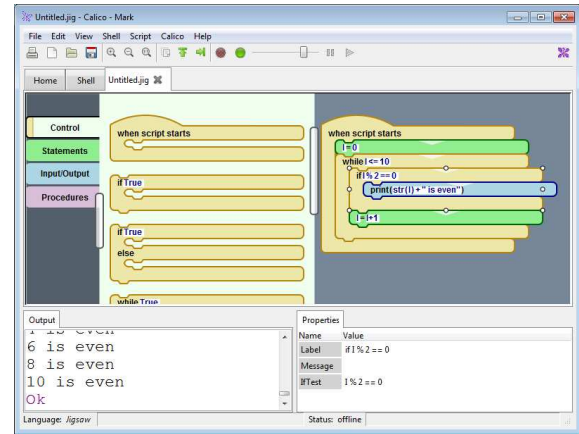 Untitled.jig - Calico - Mark
File Edit View Shell Script Calico Help
Home Shell Untitled.jig
Control
Statements
Input/Output
Procedures
when script starts
if True
if True
else
while True
when script starts
I = 0
while I <= 10
if I % 2 == 0
print(str(I) + " is even")
I = I+1
Output
is even
6 is even
8 is even
10 is even
Ok
Properties
Name Value
Label if I % 2 == 0
Message
IfTest I % 2 == 0
Language: Jigsaw
Status: offline